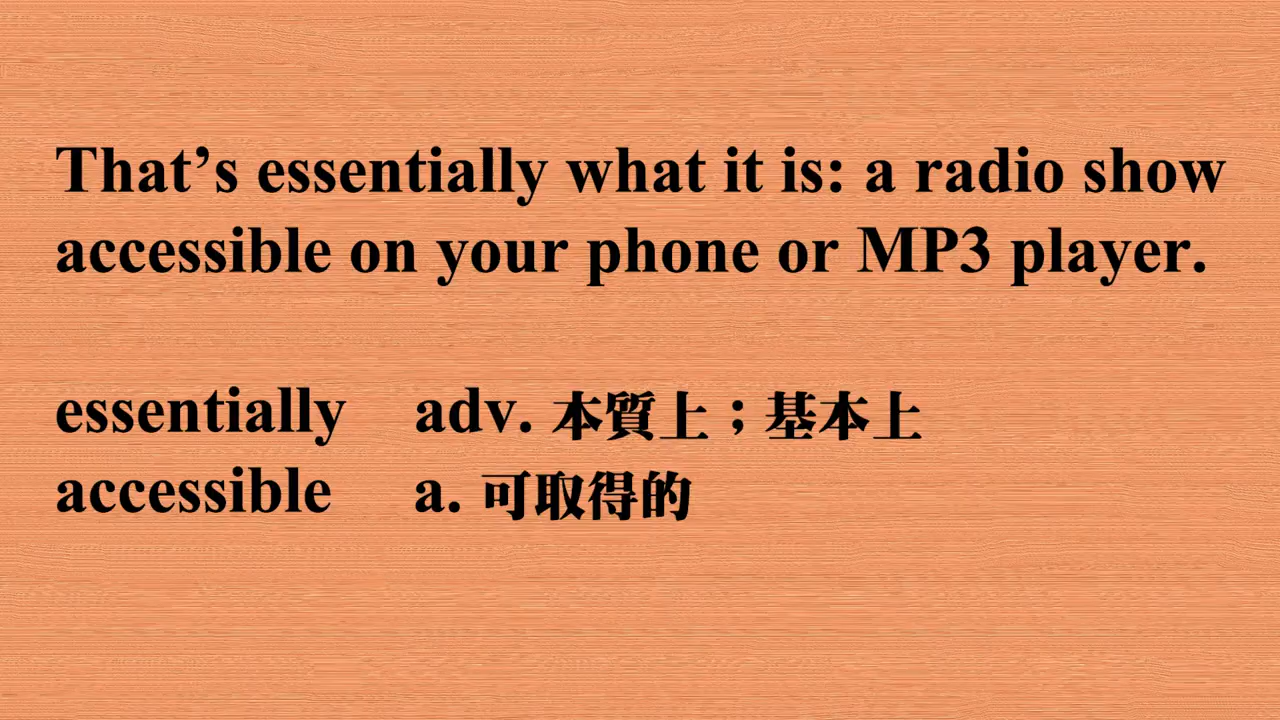 That’s essentially what it is: a radio show
accessible on your phone or MP3 player.
essentially adv. 本質上；基本上
accessible a. 可取得的